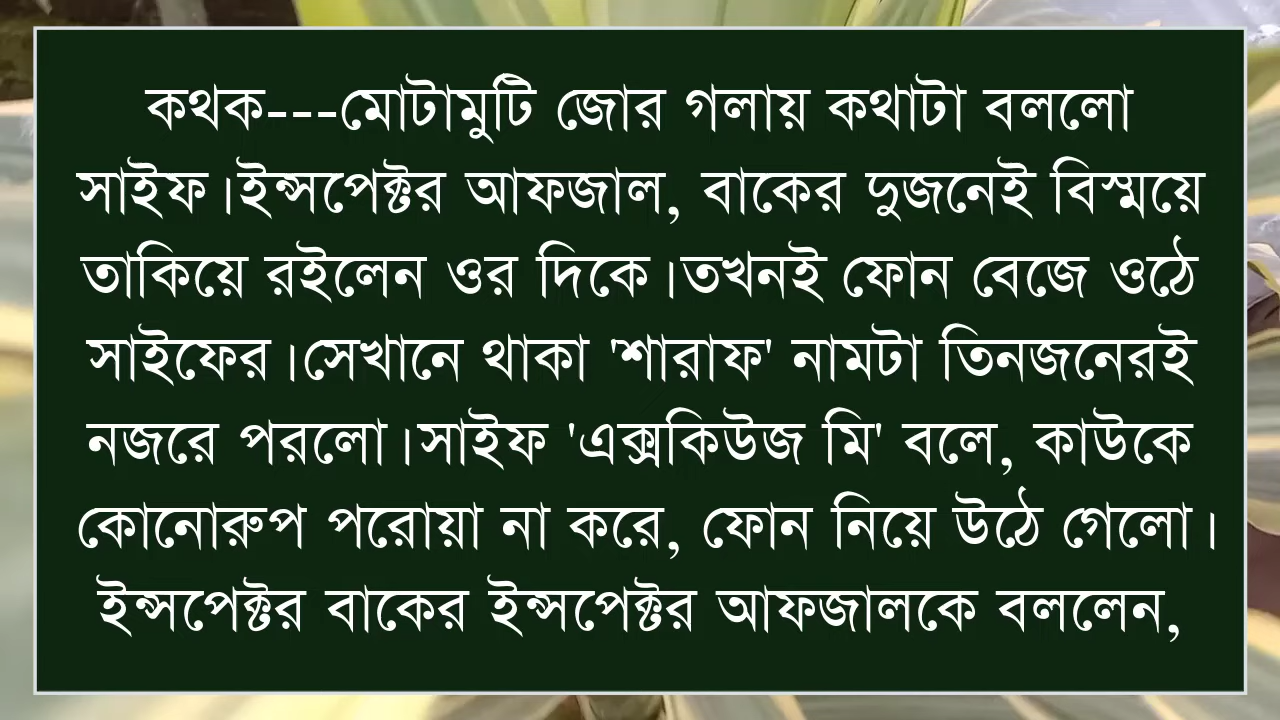 কথক---মোটামুটি জোর গলায় কথাটা বললো
সাইফ।ইন্সপেক্টর আফজাল, বাকের দুজনেই বিস্ময়ে
তাকিয়ে রইলেন ওর দিকে।তখনই ফোন বেজে ওঠে
সাইফের।সেখানে থাকা 'শারাফ' নামটা তিনজনেরই
নজরে পরলো।সাইফ 'এক্সকিউজ মি' বলে, কাউকে
কোনোরুপ পরোয়া না করে, ফোন নিয়ে উঠে গেলো।
ইন্সপেক্টর বাকের ইন্সপেক্টর আফজালকে বললেন,